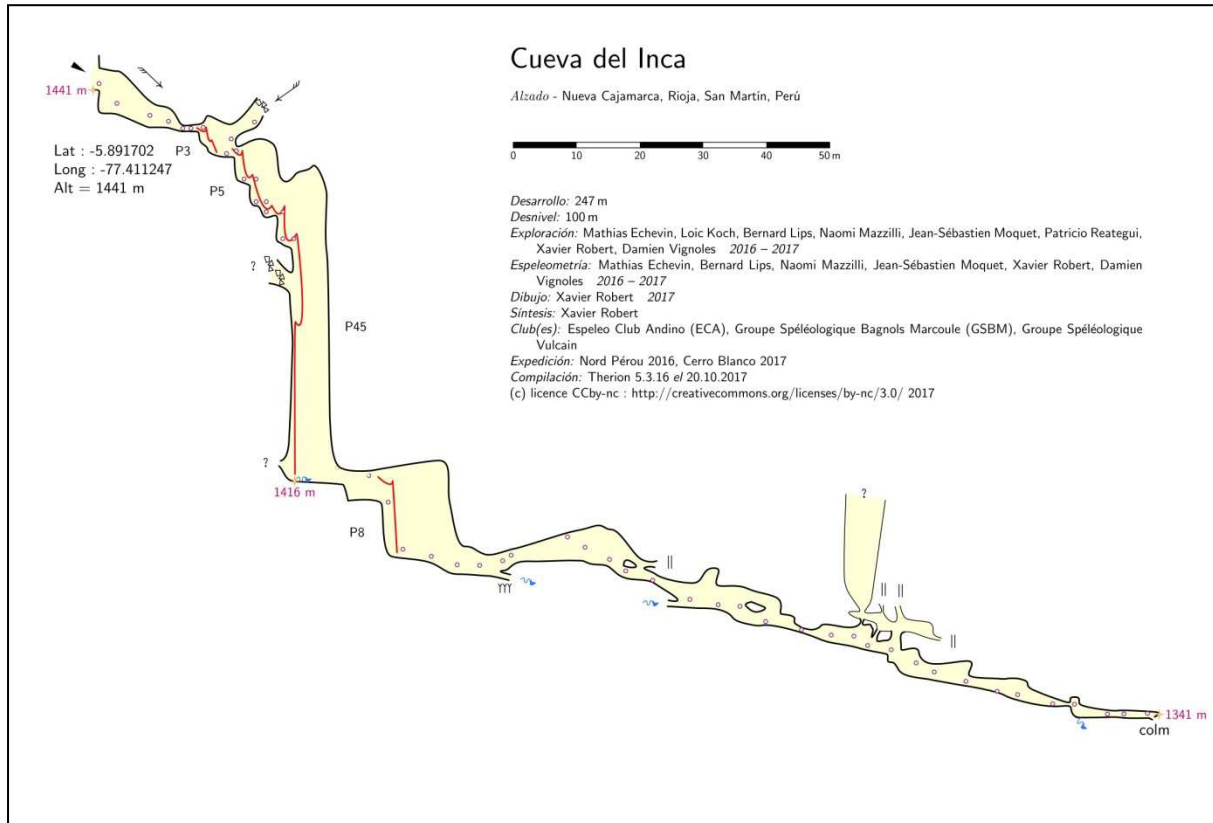 Cueva del Inca
Alzado - Nueva Cajamarca, Rioja, San Martín, Perú
0 10 20 30 40 50 m
1441 m
Lat : -5.891702
Long : -77.411247
Alt = 1441 m
P3
P5
Desarrollo: 247 m
Desnivel: 100 m
Exploración: Mathias Echevin, Loic Koch, Bernard Lips, Naomi Mazzilli, Jean-Sébastien Moquet, Patricio Reategui,
Xavier Robert, Damien Vignoles 2016 – 2017
Espeleometría: Mathias Echevin, Bernard Lips, Naomi Mazzilli, Jean-Sébastien Moquet, Xavier Robert, Damien
Vignoles 2016 – 2017
Dibujo: Xavier Robert 2017
Síntesis: Xavier Robert
Club(es): Espeleo Club Andino (ECA), Groupe Spéléologique Bagnols Marcoule (GSBM), Groupe Spéléologique
Vulcain
Expedición: Nord Pérou 2016, Cerro Blanco 2017
Compilación: Therion 5.3.16 el 20.10.2017
(c) licence CCby-nc : http://creativecommons.org/licenses/by-nc/3.0/ 2017
?
P45
?
1416 m
P8
?
1341 m
colm